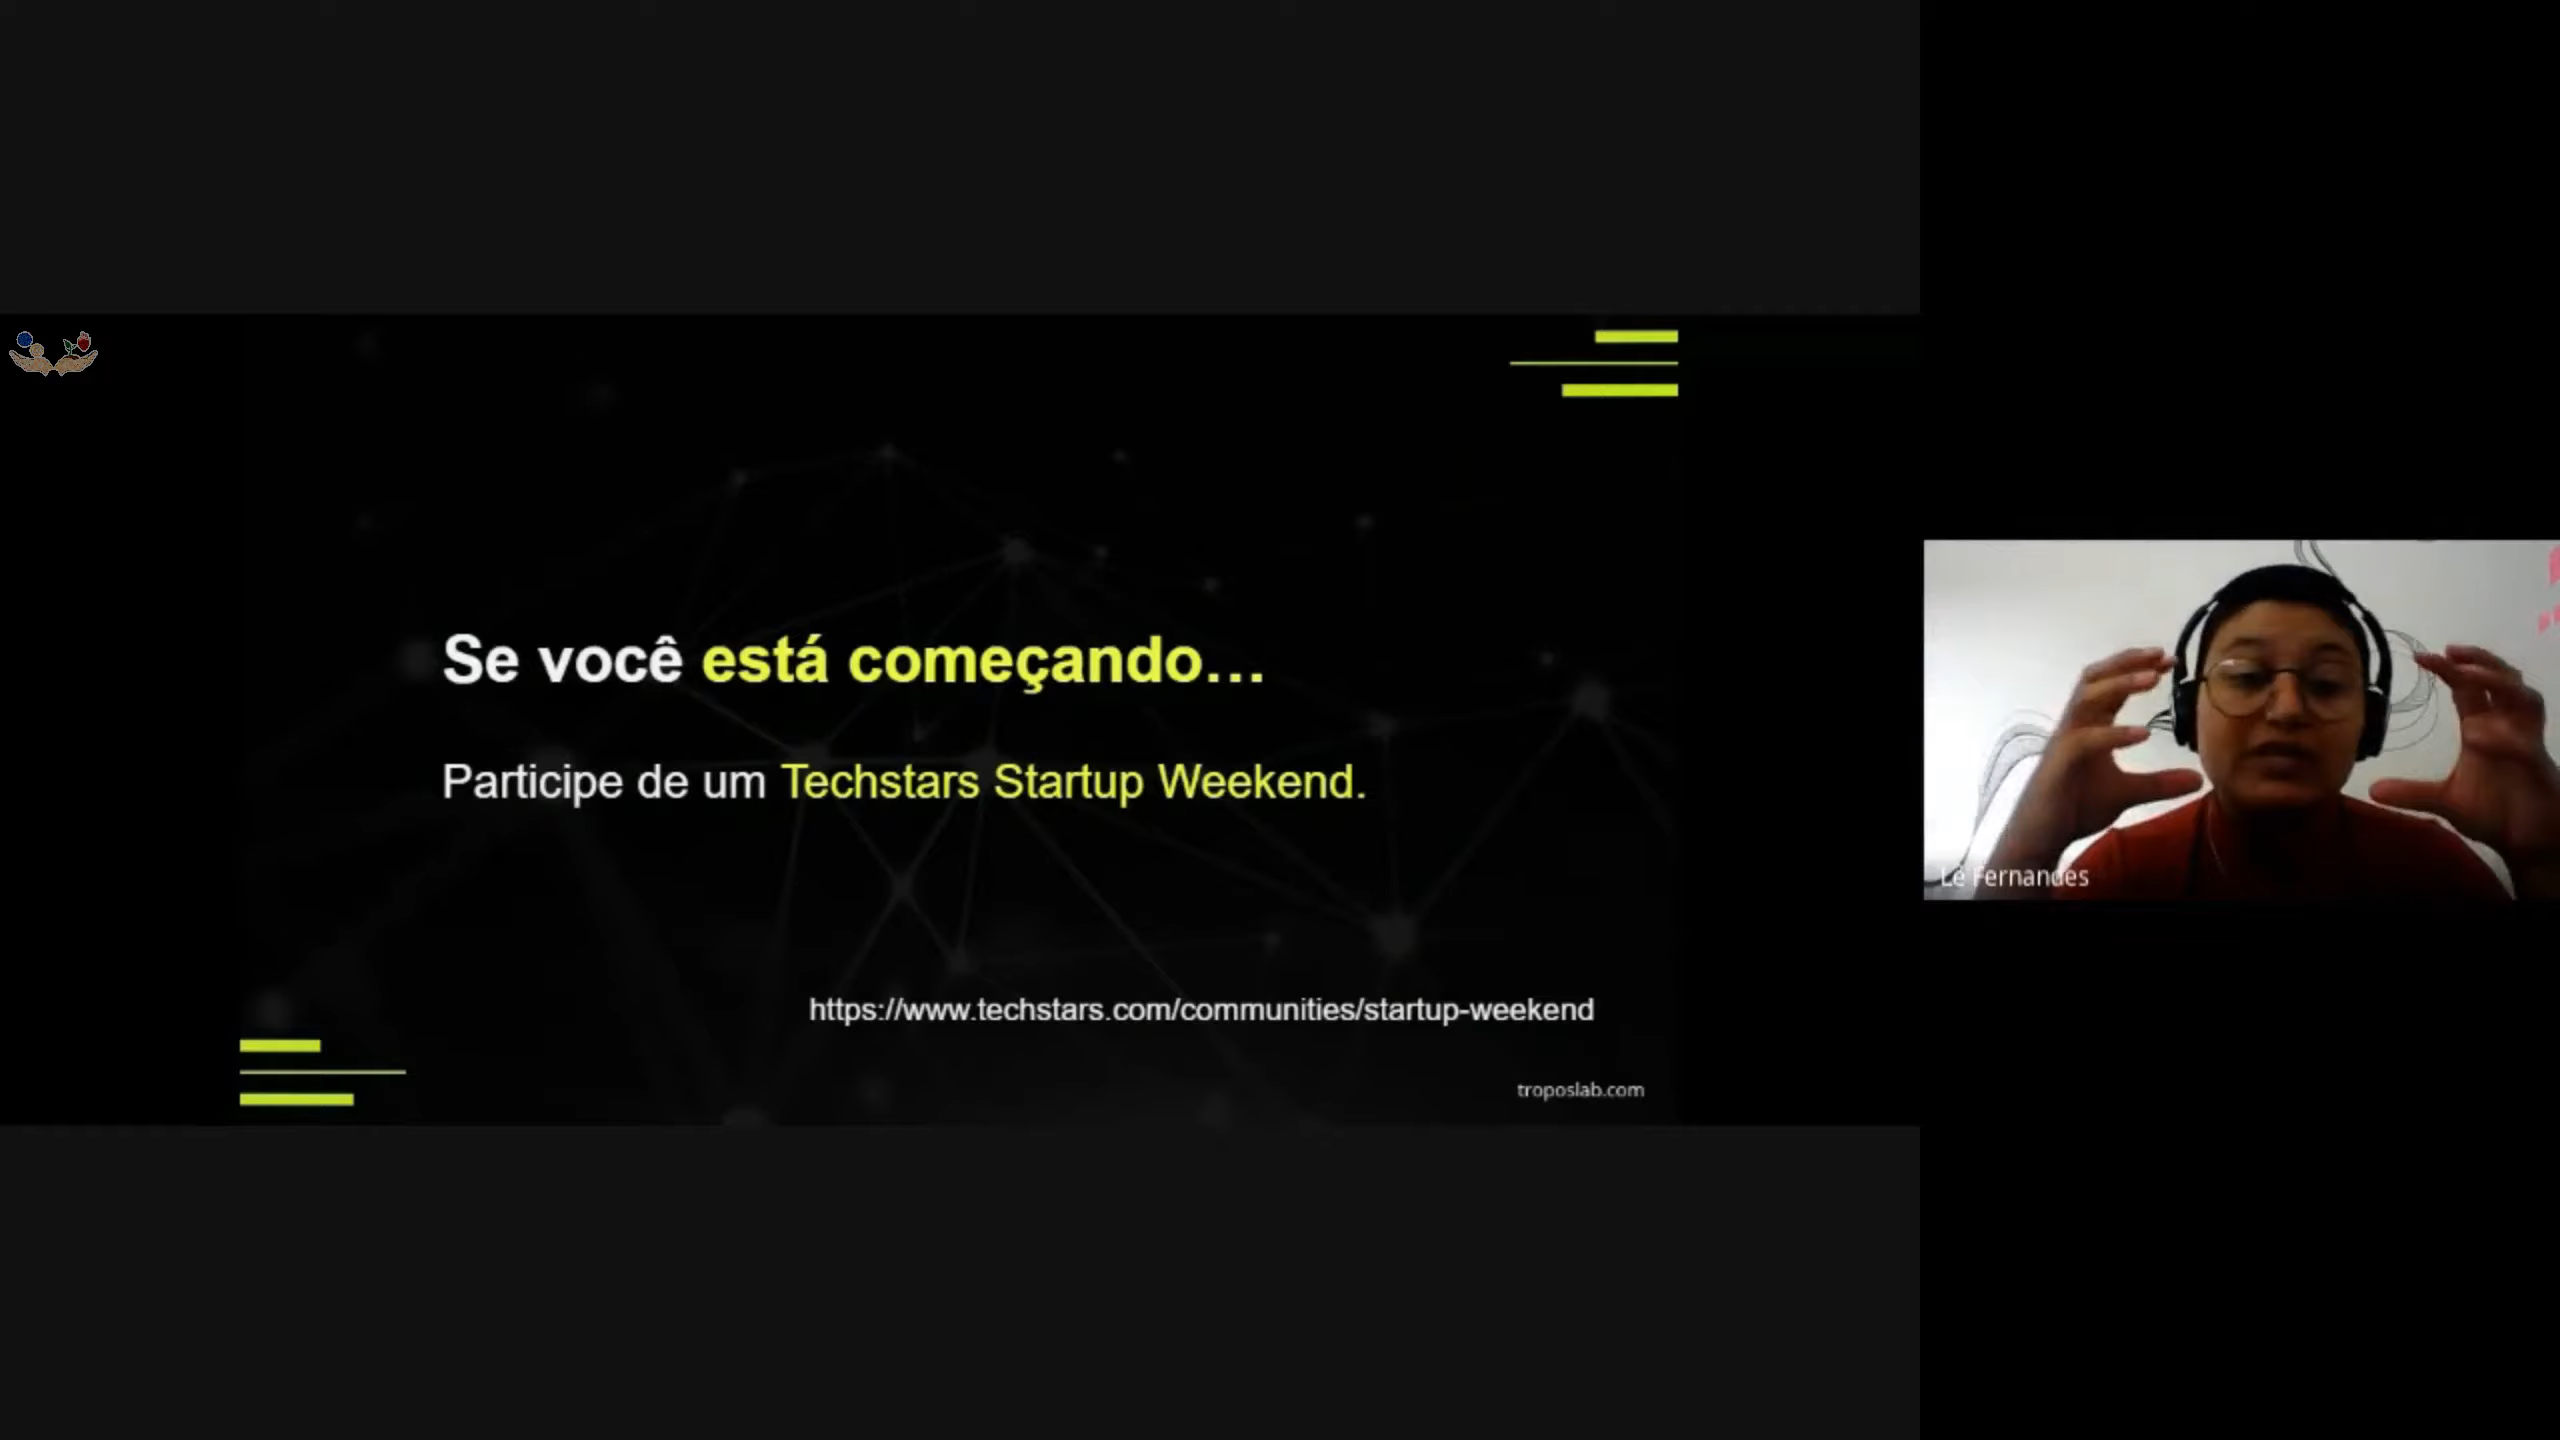 Se você está começando...
Participe de um Techstars Startup Weekend.
https://www.techstars.com/communities/startup-weekend
troposlab.com
Lé Fernandes